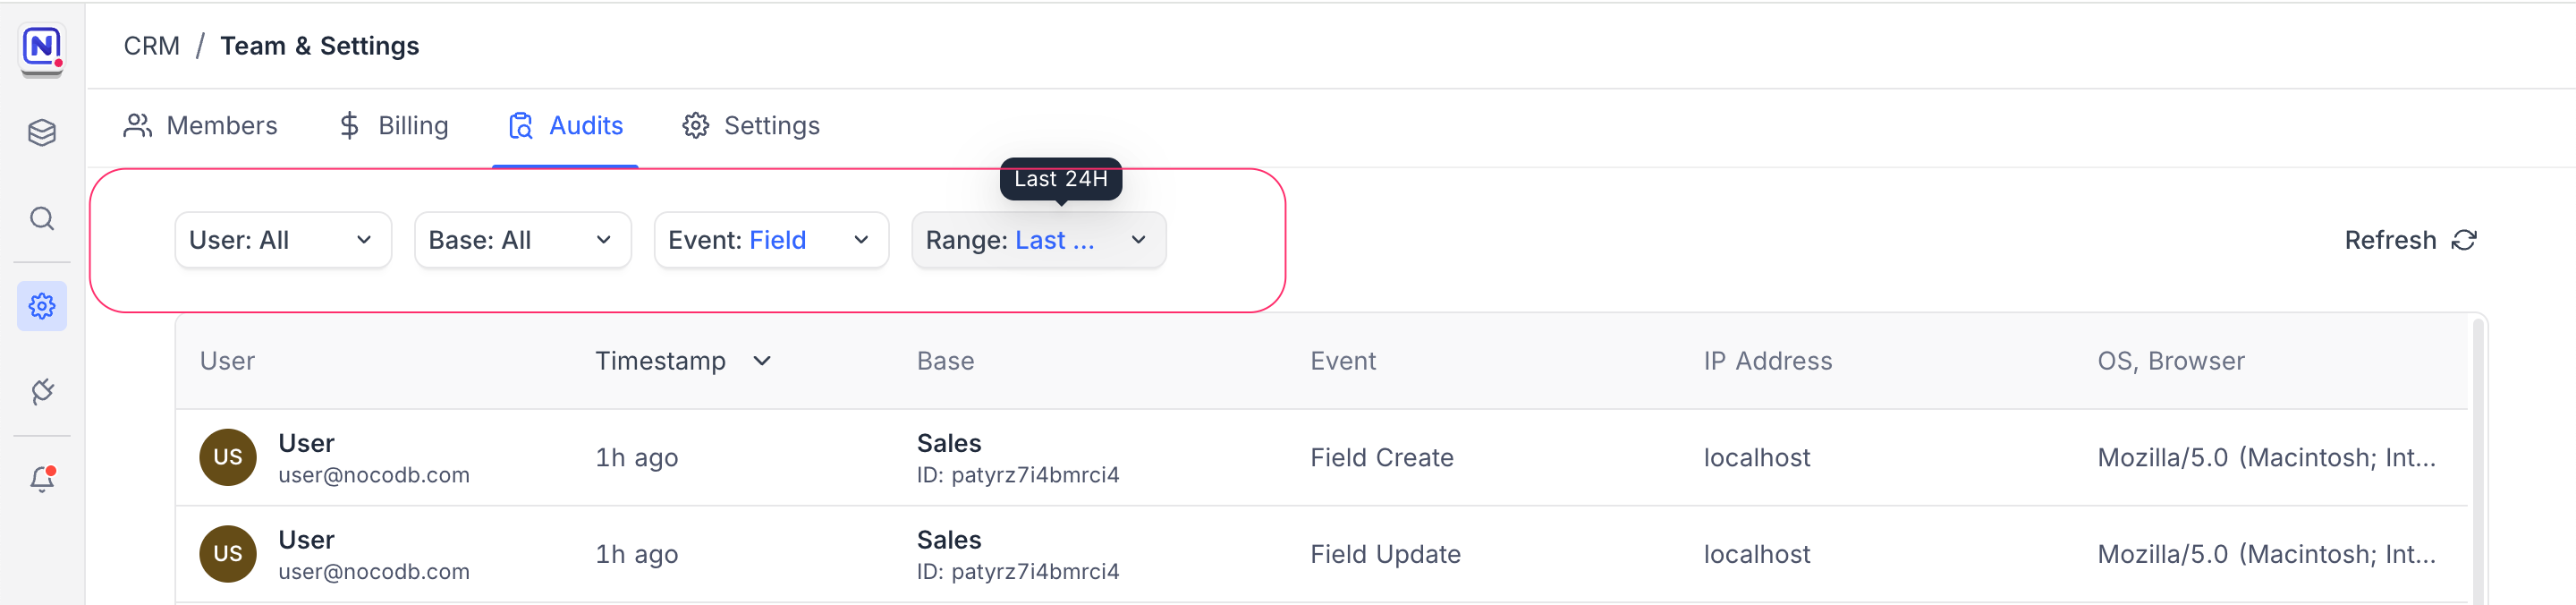 N
CRM / Team & Settings
Members Billing Audits Settings
Last 24H
User: All Base: All Event: Field Range: Last ... Refresh
User Timestamp Base Event IP Address OS, Browser
US User 1h ago Sales Field Create localhost Mozilla/5.0 (Macintosh; Int...
user@nocodb.com ID: patyrz7i4bmrci4
US User 1h ago Sales Field Update localhost Mozilla/5.0 (Macintosh; Int...
user@nocodb.com ID: patyrz7i4bmrci4